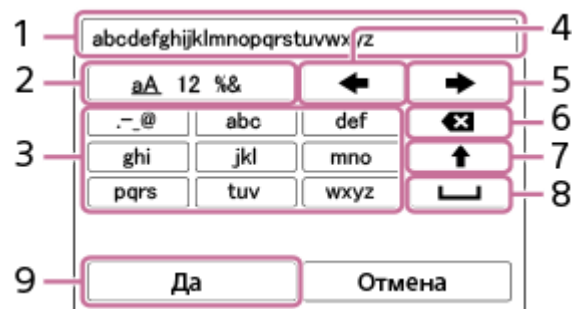 1
abcdefghijklmnopqrstuvwxyz
4
2
aA 12 %&
5
3
.-_@ abc def
6
ghi jkl mno
7
pqrs tuv wxyz
8
9
Да Отмена